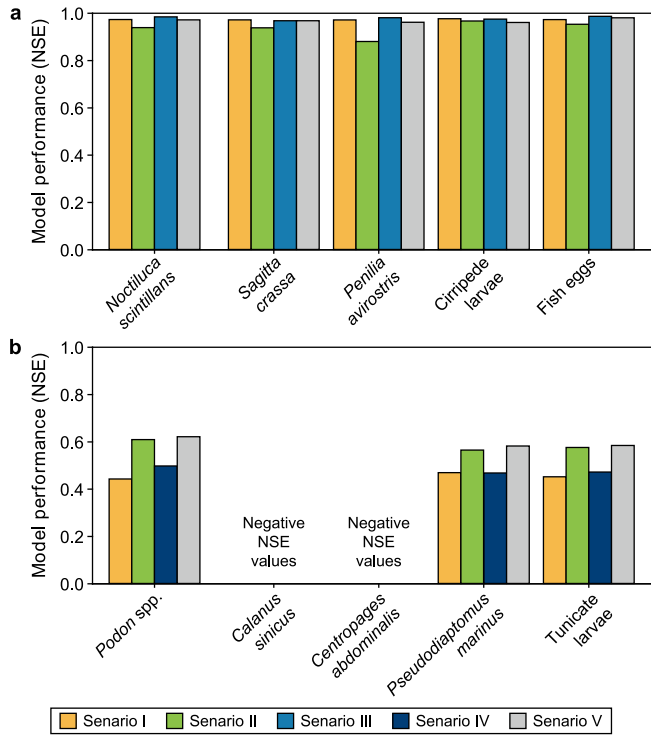 a
Model performance (NSE)
1.0
0.8
0.6
0.4
0.2
0.0
Noctiluca
scintillans
Sagitta
crassa
Penilia
avirostris
Cirripede
larvae
Fish eggs
b
Model performance (NSE)
1.0
0.8
0.6
0.4
0.2
0.0
Negative
NSE
values
Negative
NSE
values
Podon spp.
Calanus
sinicus
Centropages
abdominalis
Pseudodiaptomus
marinus
Tunicate
larvae
Senario I
Senario II
Senario III
Senario IV
Senario V